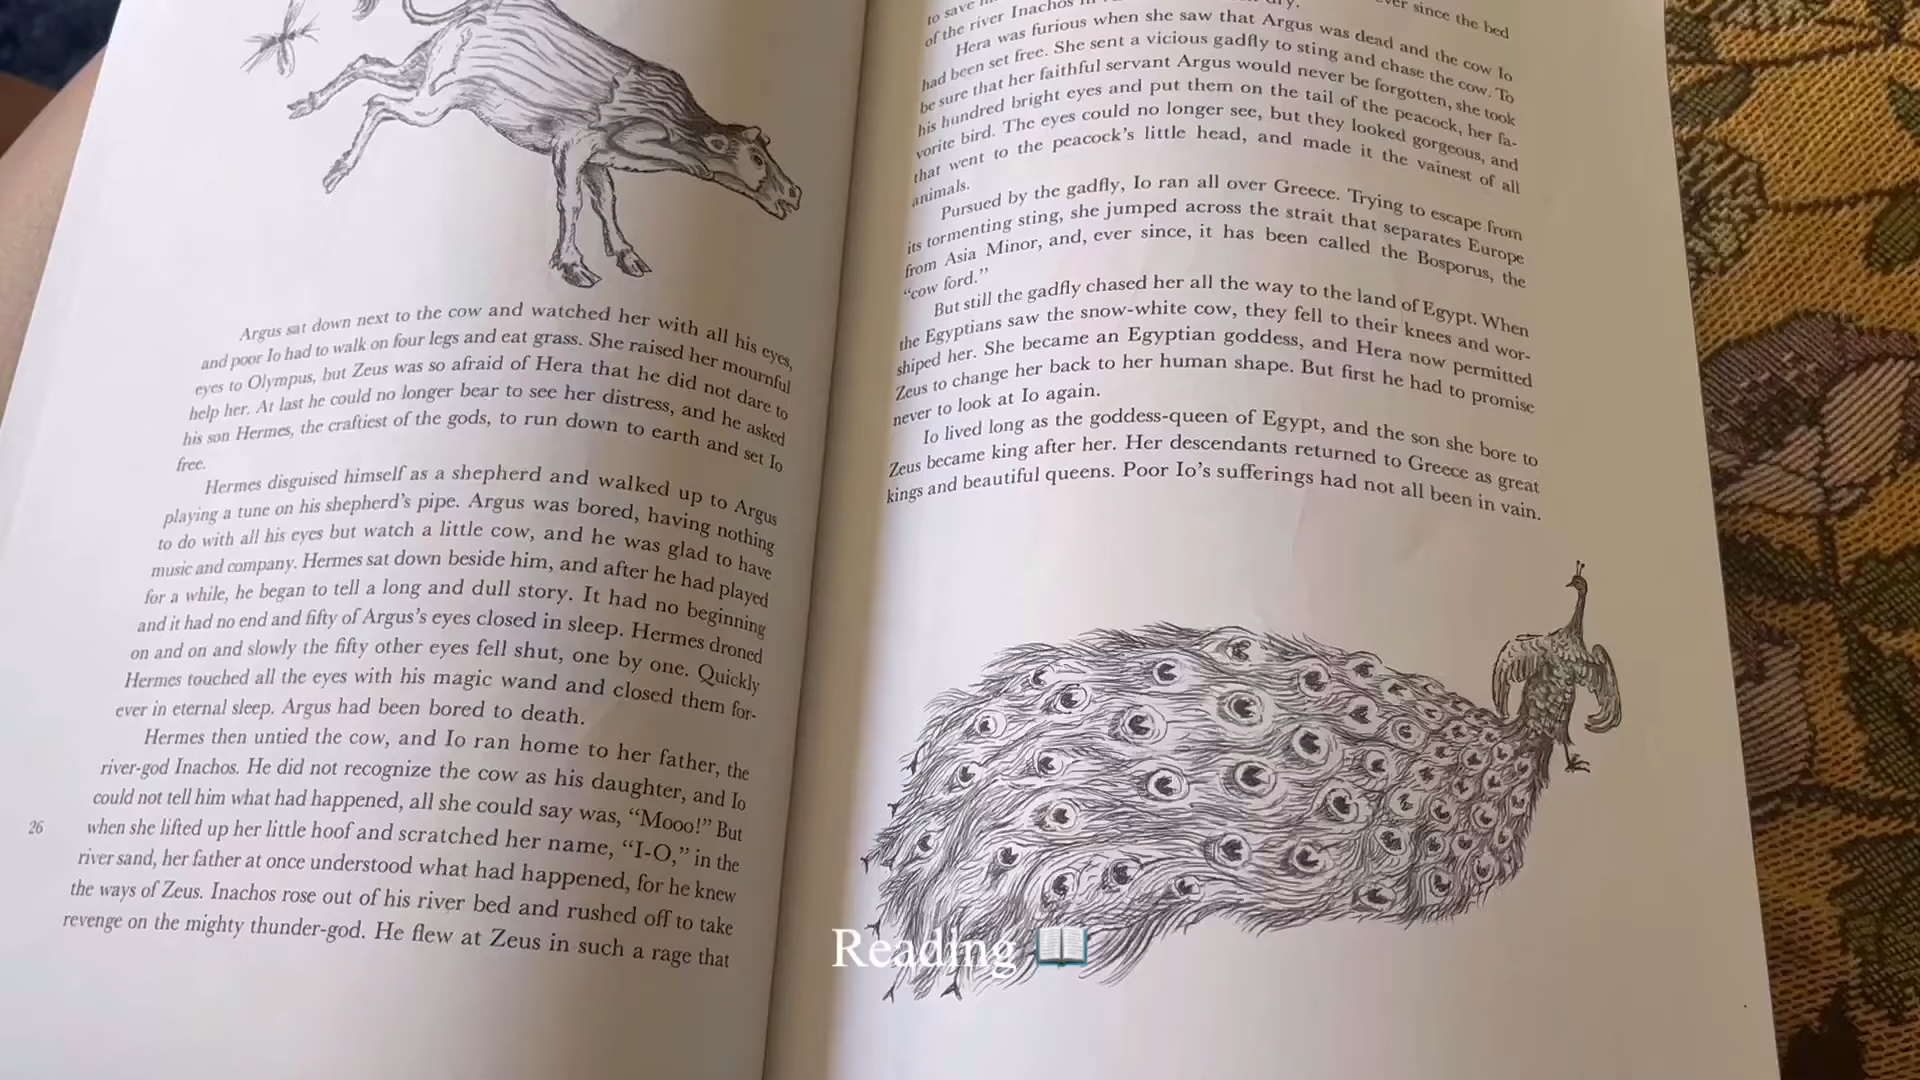 Argus sat down next to the cow and watched her with all his eyes,
and poor Io had to walk on four legs and eat grass. She raised her mournful
eyes to Olympus, but Zeus was so afraid of Hera that he did not dare to
help her. At last he could no longer bear to see her distress, and he asked
his son Hermes, the craftiest of the gods, to run down to earth and set Io
free.
Hermes disguised himself as a shepherd and walked up to Argus
playing a tune on his shepherd's pipe. Argus was bored, having nothing
to do with all his eyes but watch a little cow, and he was glad to have
music and company. Hermes sat down beside him, and after he had played
for a while, he began to tell a long and dull story. It had no beginning
and it had no end and fifty of Argus's eyes closed in sleep. Hermes droned
on and on and slowly the fifty other eyes fell shut, one by one. Quickly
Hermes touched all the eyes with his magic wand and closed them for-
ever in eternal sleep. Argus had been bored to death.
Hermes then untied the cow, and Io ran home to her father, the
river-god Inachos. He did not recognize the cow as his daughter, and Io
could not tell him what had happened, all she could say was, "Mooo!" But
when she lifted up her little hoof and scratched her name, "I-O," in the
river sand, her father at once understood what had happened, for he knew
the ways of Zeus. Inachos rose out of his river bed and rushed off to take
revenge on the mighty thunder-god. He flew at Zeus in such a rage that
26
to save
ever since the bed
of the river Inachos
Hera was furious when she saw that Argus was dead and the cow Io
had been set free. She sent a vicious gadfly to sting and chase the cow. To
be sure that her faithful servant Argus would never be forgotten, she took
his hundred bright eyes and put them on the tail of the peacock, her fa-
vorite bird. The eyes could no longer see, but they looked gorgeous, and
that went to the peacock's little head, and made it the vainest of all
animals.
Pursued by the gadfly, Io ran all over Greece. Trying to escape from
its tormenting sting, she jumped across the strait that separates Europe
from Asia Minor, and, ever since, it has been called the Bosporus, the
"cow ford."
But still the gadfly chased her all the way to the land of Egypt. When
the Egyptians saw the snow-white cow, they fell to their knees and wor-
shiped her. She became an Egyptian goddess, and Hera now permitted
Zeus to change her back to her human shape. But first he had to promise
never to look at Io again.
Io lived long as the goddess-queen of Egypt, and the son she bore to
Zeus became king after her. Her descendants returned to Greece as great
kings and beautiful queens. Poor Io's sufferings had not all been in vain.
Reading 📖